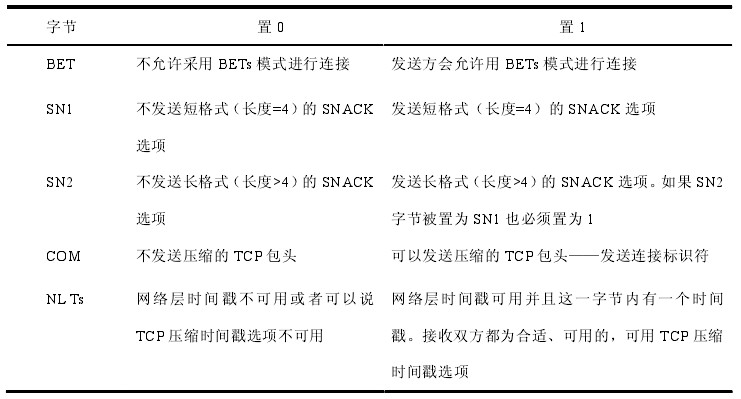 字节 置 0 置 1
BET 不允许采用 BETs 模式进行连接 发送方会允许用 BETs 模式进行连接
SN1 不发送短格式（长度=4）的 SNACK 发送短格式（长度=4）的 SNACK 选项
选项
SN2 不发送长格式（长度>4）的 SNACK 发送长格式（长度>4）的 SNACK 选项。如果 SN2
选项 字节被置为 SN1 也必须置为 1
COM 不发送压缩的 TCP 包头 可以发送压缩的 TCP 包头——发送连接标识符
NL Ts 网络层时间戳不可用或者可以说 网络层时间戳可用并且这一字节内有一个时间
TCP 压缩时间戳选项不可用 戳。接收双方都为合适、可用的，可用 TCP 压缩
时间戳选项